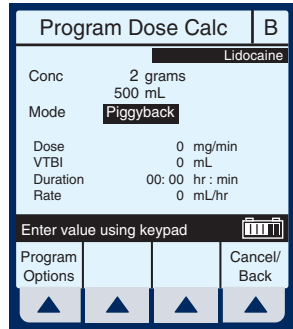 Program Dose Calc B
Lidocaine
Conc 2 grams
500 mL
Mode Piggyback
Dose 0 mg/min
VTBI 0 mL
Duration 00:00 hr : min
Rate 0 mL/hr
Enter value using keypad
Program Options
Cancel/ Back